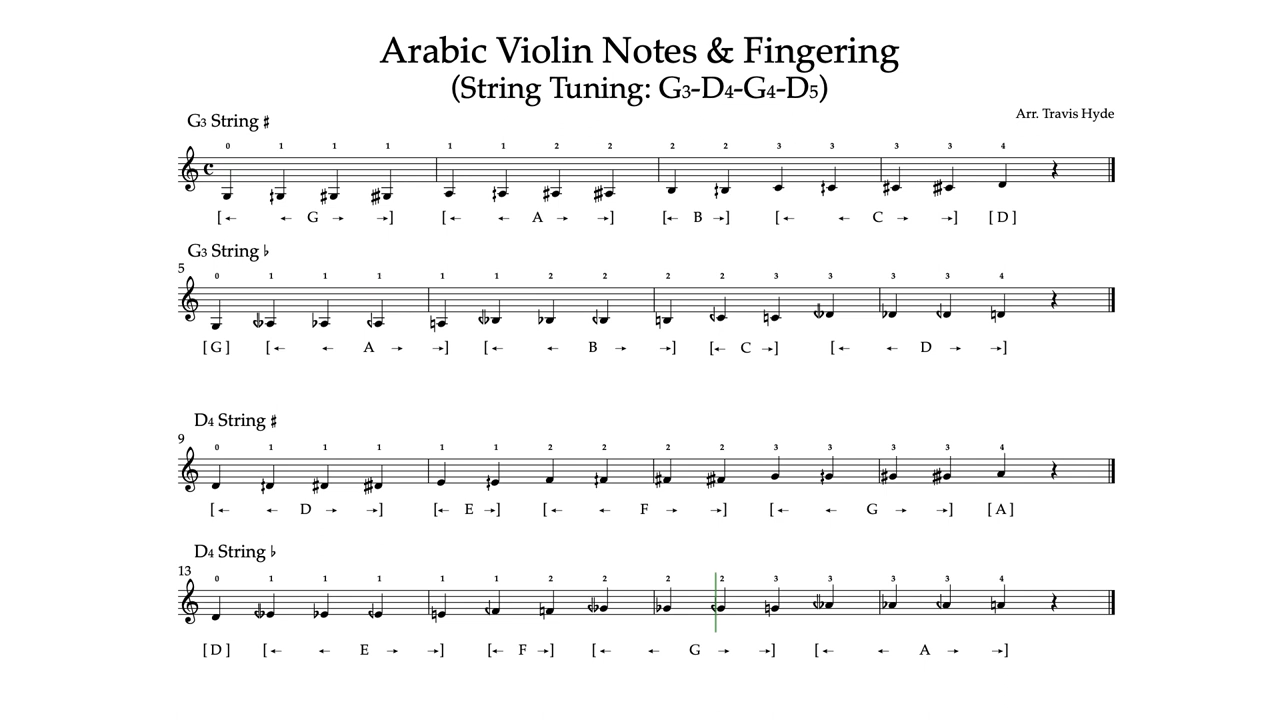 Arabic Violin Notes & Fingering
(String Tuning: G3-D4-G4-D5)
Arr. Travis Hyde
G3 String ♯
0 1 1 1 1 1 2 2 2 2 3 3 3 3 4
[← ← G → →] [← ← A → →] [← B →] [← ← C → →] [D]
G3 String ♭
5
0 1 1 1 1 1 2 2 2 2 3 3 3 3 4
[G] [← ← A → →] [← ← B → →] [← C →] [← ← D → →]
D4 String ♯
9
0 1 1 1 1 1 2 2 2 2 3 3 3 3 4
[← ← D → →] [← E →] [← ← F → →] [← ← G → →] [A]
D4 String ♭
13
0 1 1 1 1 1 2 2 2 2 3 3 3 3 4
[D] [← ← E → →] [← F →] [← ← G → →] [← ← A → →]